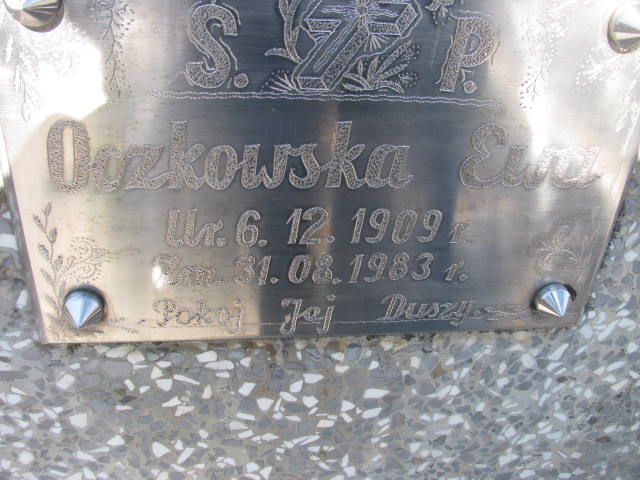 Ś. P.
Oczkowska Ewa
Ur. 6. 12. 1909 r.
Zm. 31. 08. 1983 r.
Pokój Jej Duszy.